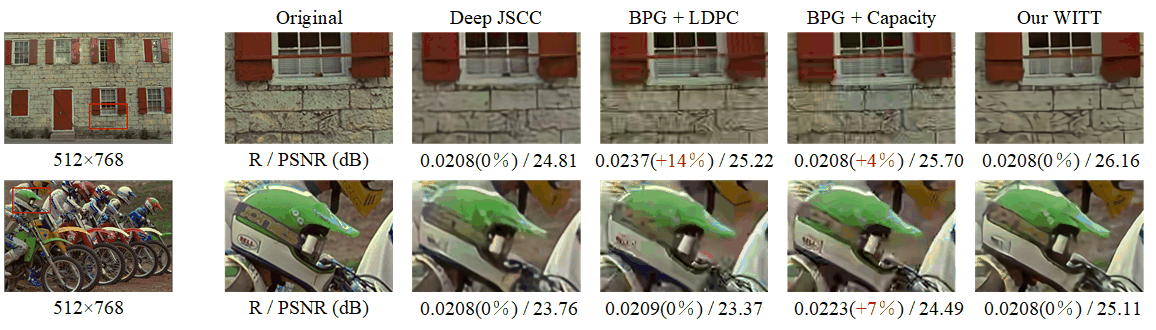 Original Deep JSCC BPG + LDPC BPG + Capacity Our WITT
512×768 R / PSNR (dB) 0.0208(0%) / 24.81 0.0237(+14%) / 25.22 0.0208(+4%) / 25.70 0.0208(0%) / 26.16
BELL
512×768 R / PSNR (dB) 0.0208(0%) / 23.76 0.0209(0%) / 23.37 0.0223(+7%) / 24.49 0.0208(0%) / 25.11